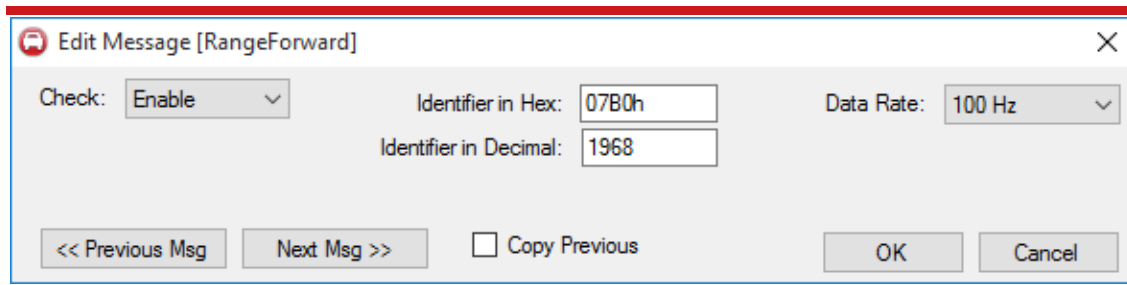 Edit Message [RangeForward]
Check: Enable Identifier in Hex: 07B0h Data Rate: 100 Hz
Identifier in Decimal: 1968
<< Previous Msg Next Msg >> Copy Previous OK Cancel